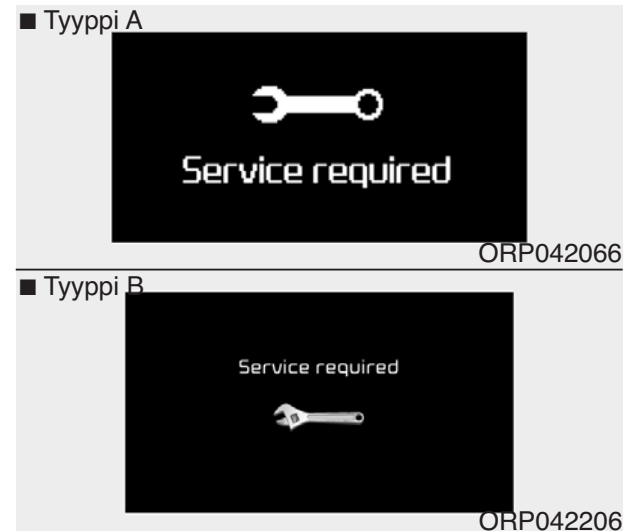 ■ Tyyppi A
Service required
ORP042066
■ Tyyppi B
Service required
ORP042206